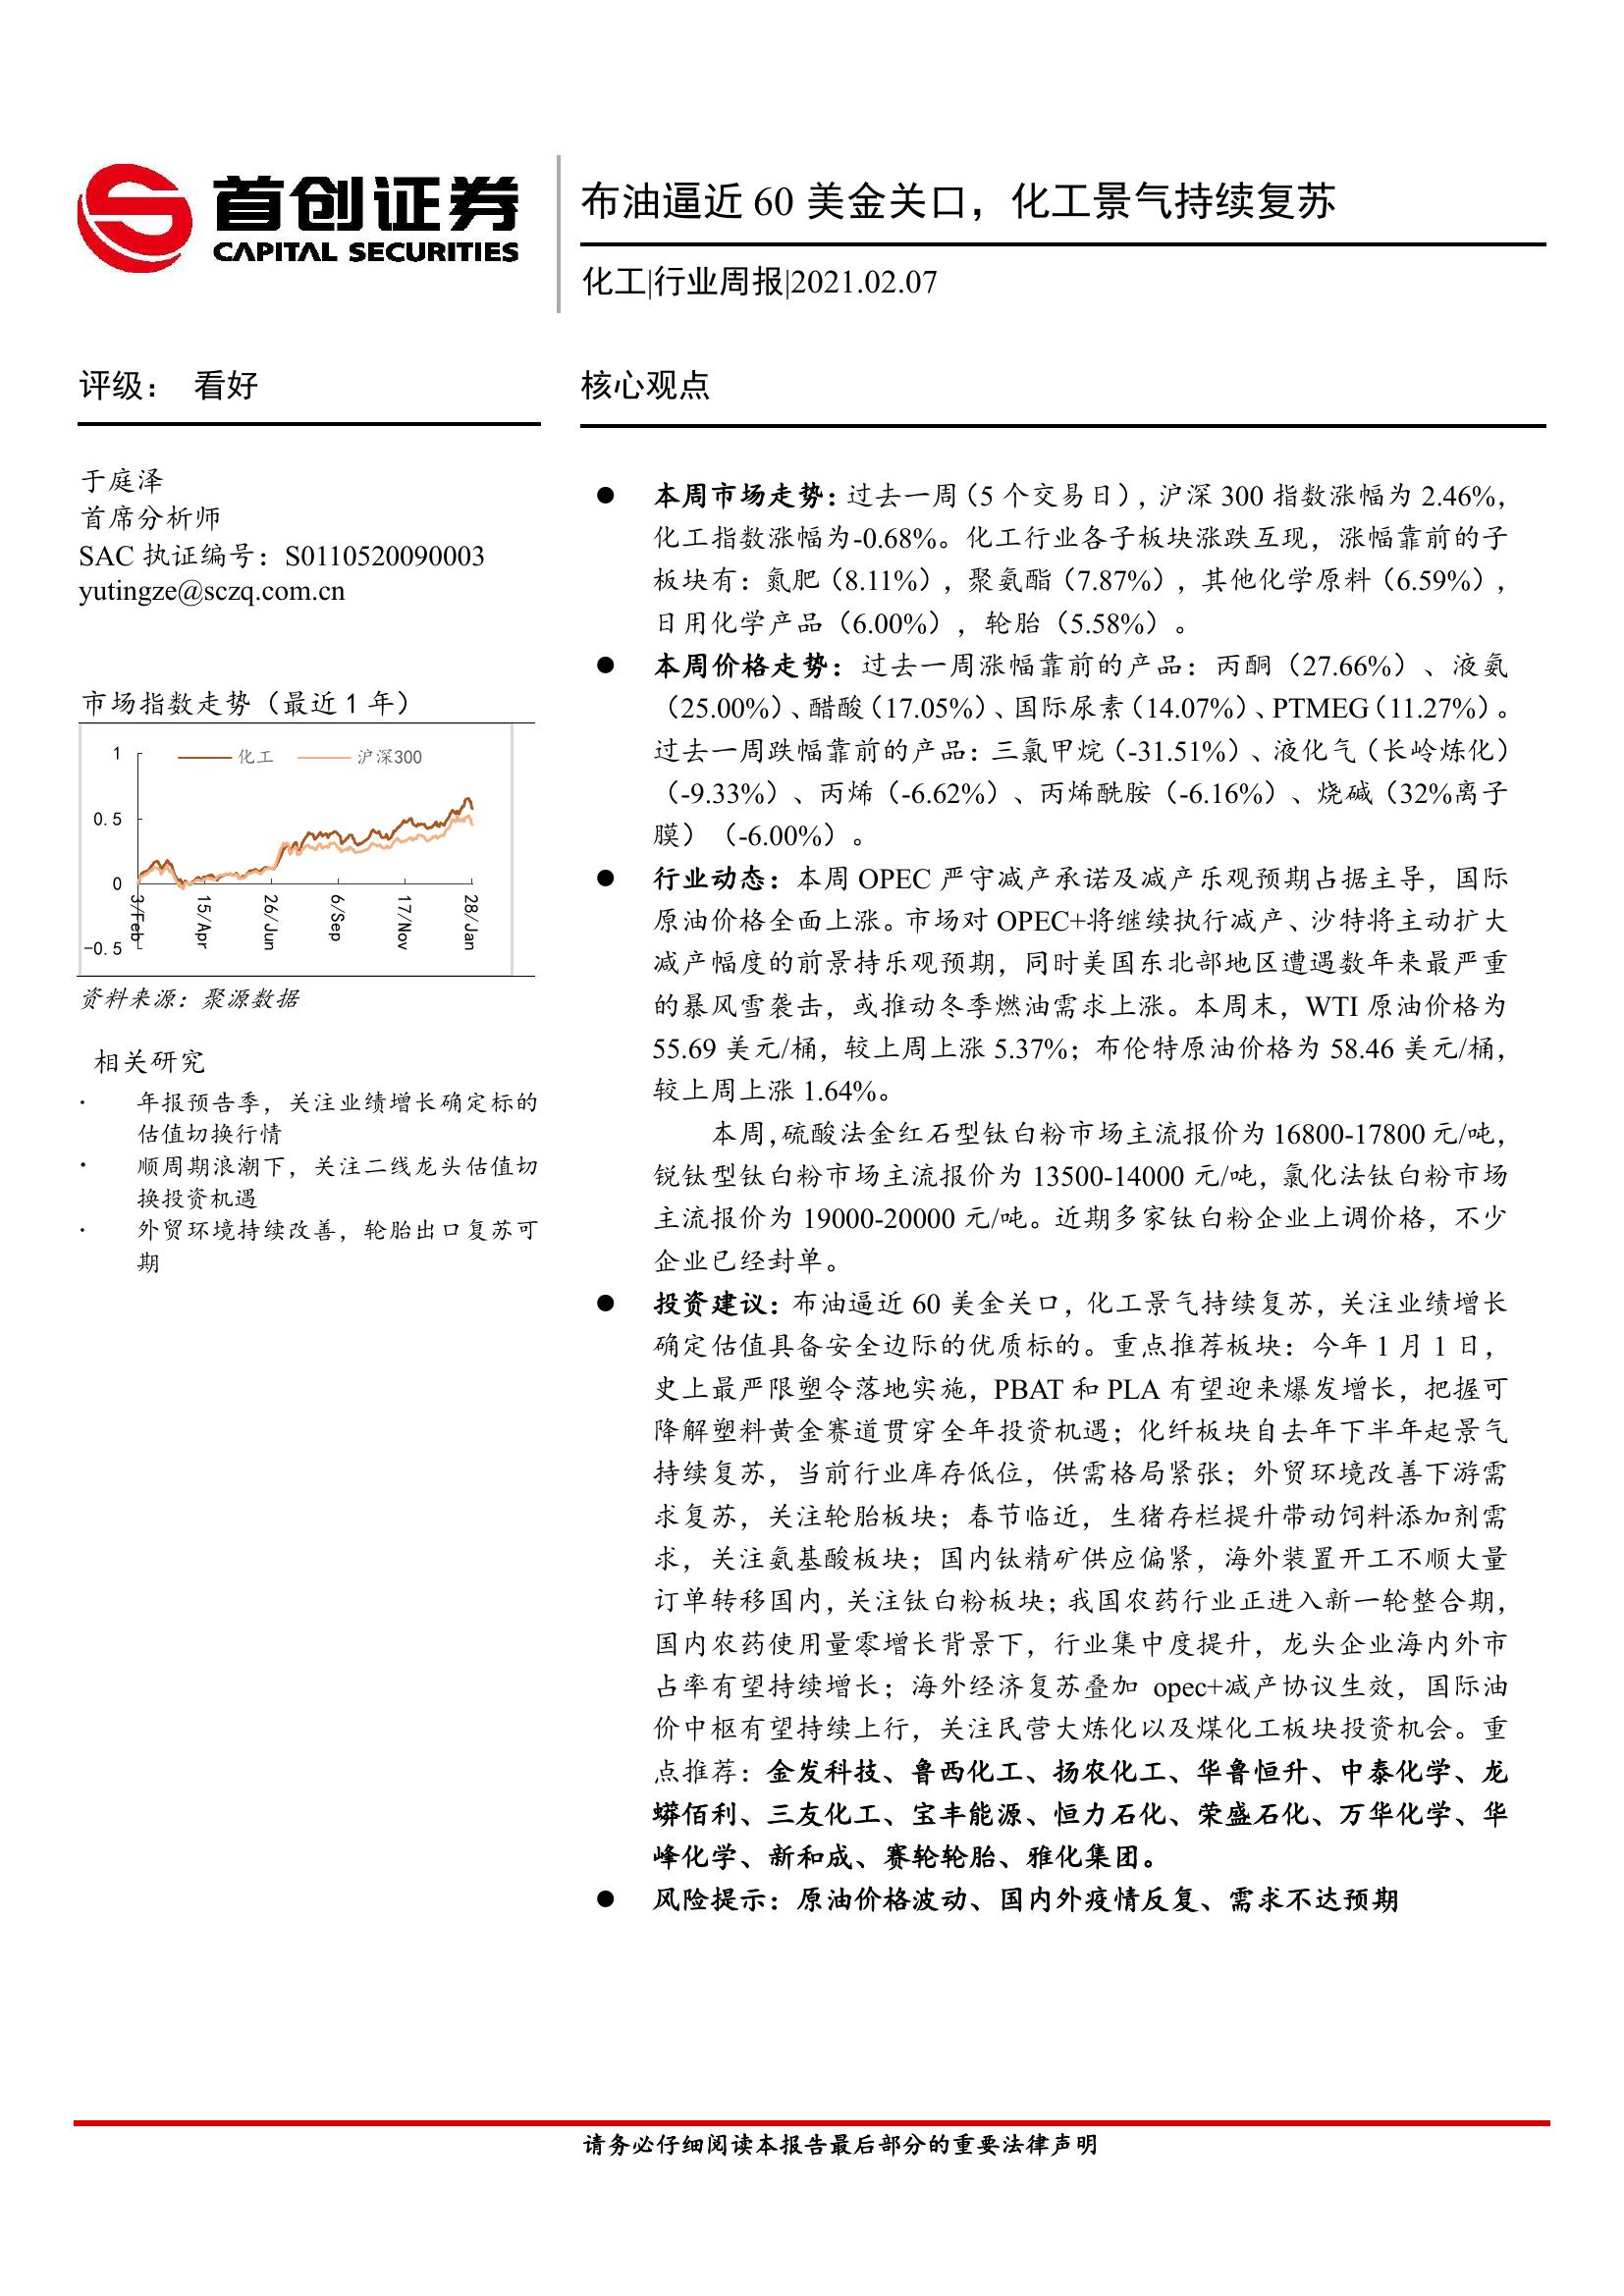 首创证券
CAPITAL SECURITIES
布油逼近 60 美金关口，化工景气持续复苏
化工|行业周报|2021.02.07
评级： 看好
于庭泽
首席分析师
SAC 执证编号：S0110520090003
yutingze@sczq.com.cn
市场指数走势（最近 1 年）
化工 沪深300
1
0.5
0
-0.5
3/Feb 15/Apr 26/Jun 6/Sep 17/Nov 28/Jan
资料来源：聚源数据
相关研究
· 年报预告季，关注业绩增长确定标的
估值切换行情
· 顺周期浪潮下，关注二线龙头估值切
换投资机遇
· 外贸环境持续改善，轮胎出口复苏可
期
核心观点
● 本周市场走势：过去一周（5 个交易日），沪深 300 指数涨幅为 2.46%，
化工指数涨幅为-0.68%。化工行业各子板块涨跌互现，涨幅靠前的子
板块有：氮肥（8.11%），聚氨酯（7.87%），其他化学原料（6.59%），
日用化学产品（6.00%），轮胎（5.58%）。
● 本周价格走势：过去一周涨幅靠前的产品：丙酮（27.66%）、液氨
（25.00%）、醋酸（17.05%）、国际尿素（14.07%）、PTMEG（11.27%）。
过去一周跌幅靠前的产品：三氯甲烷（-31.51%）、液化气（长岭炼化）
（-9.33%）、丙烯（-6.62%）、丙烯酰胺（-6.16%）、烧碱（32%离子
膜）（-6.00%）。
● 行业动态：本周 OPEC 严守减产承诺及减产乐观预期占据主导，国际
原油价格全面上涨。市场对 OPEC+将继续执行减产、沙特将主动扩大
减产幅度的前景持乐观预期，同时美国东北部地区遭遇数年来最严重
的暴风雪袭击，或推动冬季燃油需求上涨。本周末，WTI 原油价格为
55.69 美元/桶，较上周上涨 5.37%；布伦特原油价格为 58.46 美元/桶，
较上周上涨 1.64%。
本周，硫酸法金红石型钛白粉市场主流报价为 16800-17800 元/吨，
锐钛型钛白粉市场主流报价为 13500-14000 元/吨，氯化法钛白粉市场
主流报价为 19000-20000 元/吨。近期多家钛白粉企业上调价格，不少
企业已经封单。
● 投资建议：布油逼近 60 美金关口，化工景气持续复苏，关注业绩增长
确定估值具备安全边际的优质标的。重点推荐板块：今年 1 月 1 日，
史上最严限塑令落地实施，PBAT 和 PLA 有望迎来爆发增长，把握可
降解塑料黄金赛道贯穿全年投资机遇；化纤板块自去年下半年起景气
持续复苏，当前行业库存低位，供需格局紧张；外贸环境改善下游需
求复苏，关注轮胎板块；春节临近，生猪存栏提升带动饲料添加剂需
求，关注氨基酸板块；国内钛精矿供应偏紧，海外装置开工不顺大量
订单转移国内，关注钛白粉板块；我国农药行业正进入新一轮整合期，
国内农药使用量零增长背景下，行业集中度提升，龙头企业海内外市
占率有望持续增长；海外经济复苏叠加 opec+减产协议生效，国际油
价中枢有望持续上行，关注民营大炼化以及煤化工板块投资机会。重
点推荐：金发科技、鲁西化工、扬农化工、华鲁恒升、中泰化学、龙
蟒佰利、三友化工、宝丰能源、恒力石化、荣盛石化、万华化学、华
峰化学、新和成、赛轮轮胎、雅化集团。
● 风险提示：原油价格波动、国内外疫情反复、需求不达预期
请务必仔细阅读本报告最后部分的重要法律声明